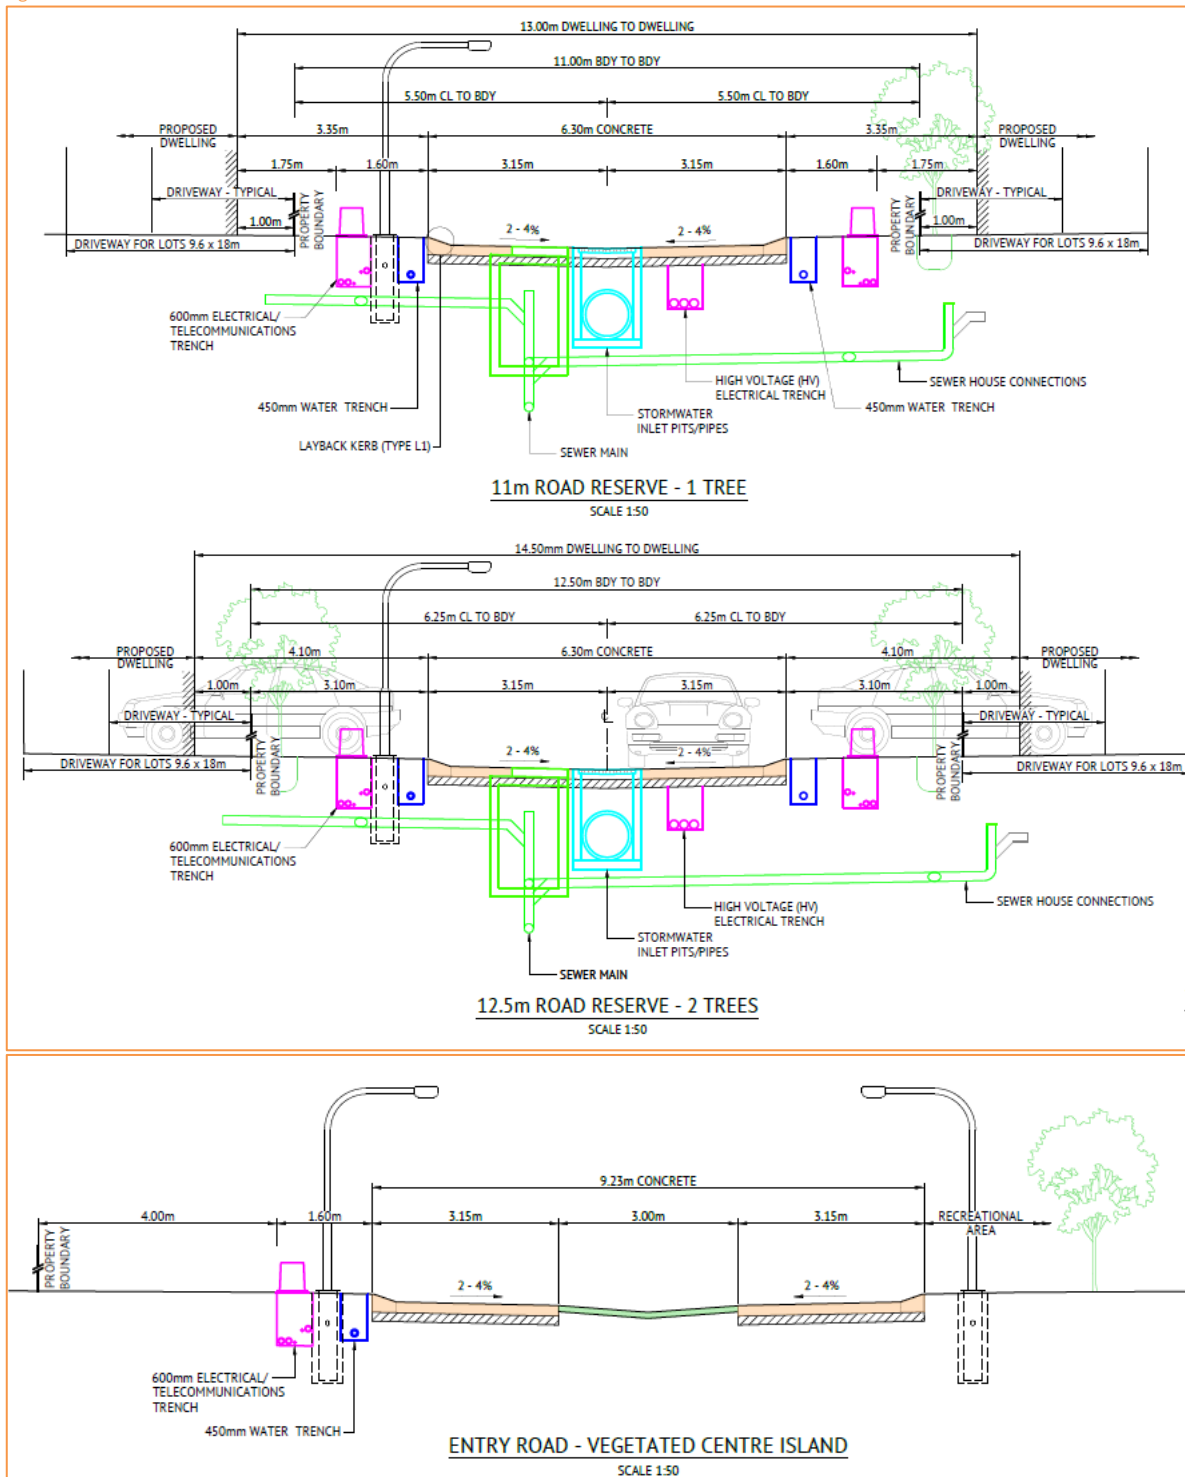 13.00m DWELLING TO DWELLING
11.00m BDY TO BDY
5.50m CL TO BDY
5.50m CL TO BDY
PROPOSED
DWELLING
3.35m
6.30m CONCRETE
3.35m
PROPOSED
DWELLING
1.75m
1.60m
3.15m
3.15m
1.60m
1.75m
DRIVEWAY - TYPICAL
PROPERTY
BOUNDARY
PROPERTY
BOUNDARY
DRIVEWAY - TYPICAL
1.00m
1.00m
2 - 4%
2 - 4%
DRIVEWAY FOR LOTS 9.6 x 18m
DRIVEWAY FOR LOTS 9.6 x 18m
600mm ELECTRICAL/
TELECOMMUNICATIONS
TRENCH
HIGH VOLTAGE (HV)
ELECTRICAL TRENCH
SEWER HOUSE CONNECTIONS
450mm WATER TRENCH
450mm WATER TRENCH
STORMWATER
INLET PITS/PIPES
LAYBACK KERB (TYPE L1)
SEWER MAIN
11m ROAD RESERVE - 1 TREE
SCALE 1:50
14.50mm DWELLING TO DWELLING
12.50m BDY TO BDY
6.25m CL TO BDY
6.25m CL TO BDY
PROPOSED
DWELLING
4.10m
6.30m CONCRETE
4.10m
PROPOSED
DWELLING
1.00m
3.10m
3.15m
3.15m
3.10m
1.00m
DRIVEWAY - TYPICAL
DRIVEWAY - TYPICAL
2 - 4%
2 - 4%
DRIVEWAY FOR LOTS 9.6 x 18m
PROPERTY
BOUNDARY
PROPERTY
BOUNDARY
DRIVEWAY FOR LOTS 9.6 x 18m
600mm ELECTRICAL/
TELECOMMUNICATIONS
TRENCH
HIGH VOLTAGE (HV)
ELECTRICAL TRENCH
SEWER HOUSE CONNECTIONS
STORMWATER
INLET PITS/PIPES
SEWER MAIN
12.5m ROAD RESERVE - 2 TREES
SCALE 1:50
9.23m CONCRETE
4.00m
1.60m
3.15m
3.00m
3.15m
RECREATIONAL
AREA
PROPERTY
BOUNDARY
2 - 4%
2 - 4%
600mm ELECTRICAL/
TELECOMMUNICATIONS
TRENCH
450mm WATER TRENCH
ENTRY ROAD - VEGETATED CENTRE ISLAND
SCALE 1:50